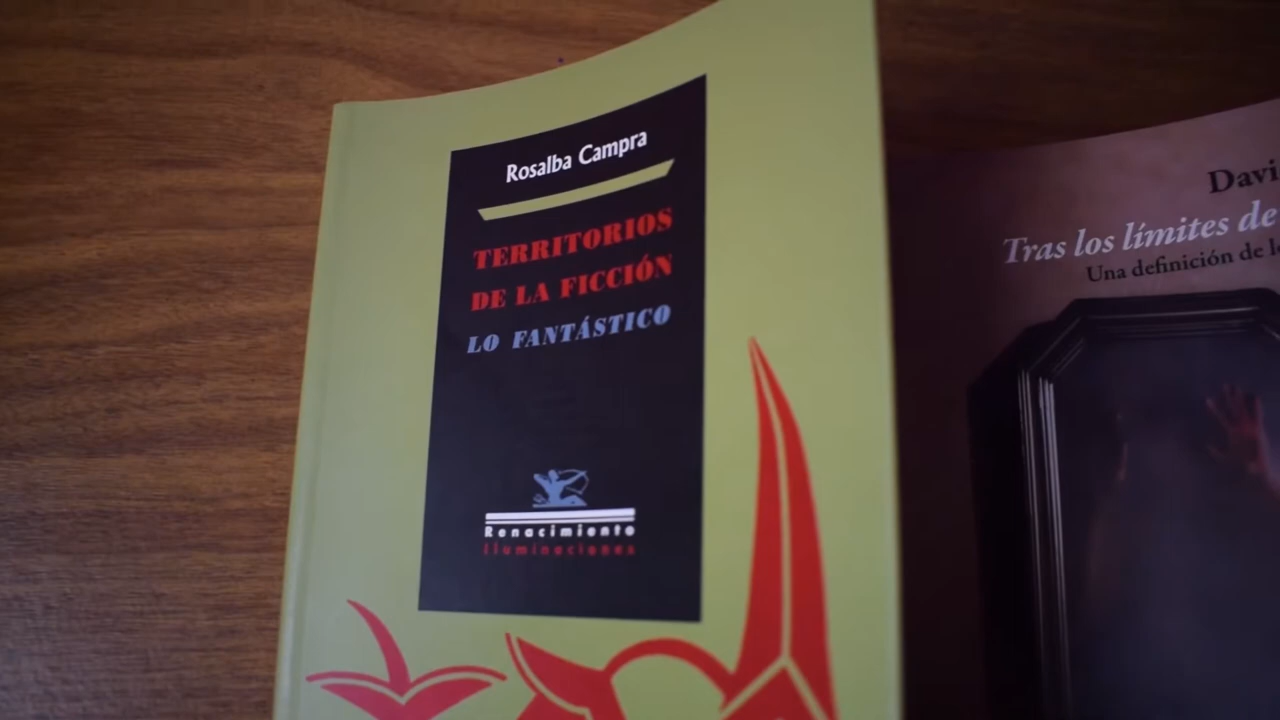 Rosalba Campra
TERRITORIOS
DE LA FICCIÓN
LO FANTÁSTICO
Renacimiento
Iluminaciones
Davi
Tras los límites de
Una definición de l